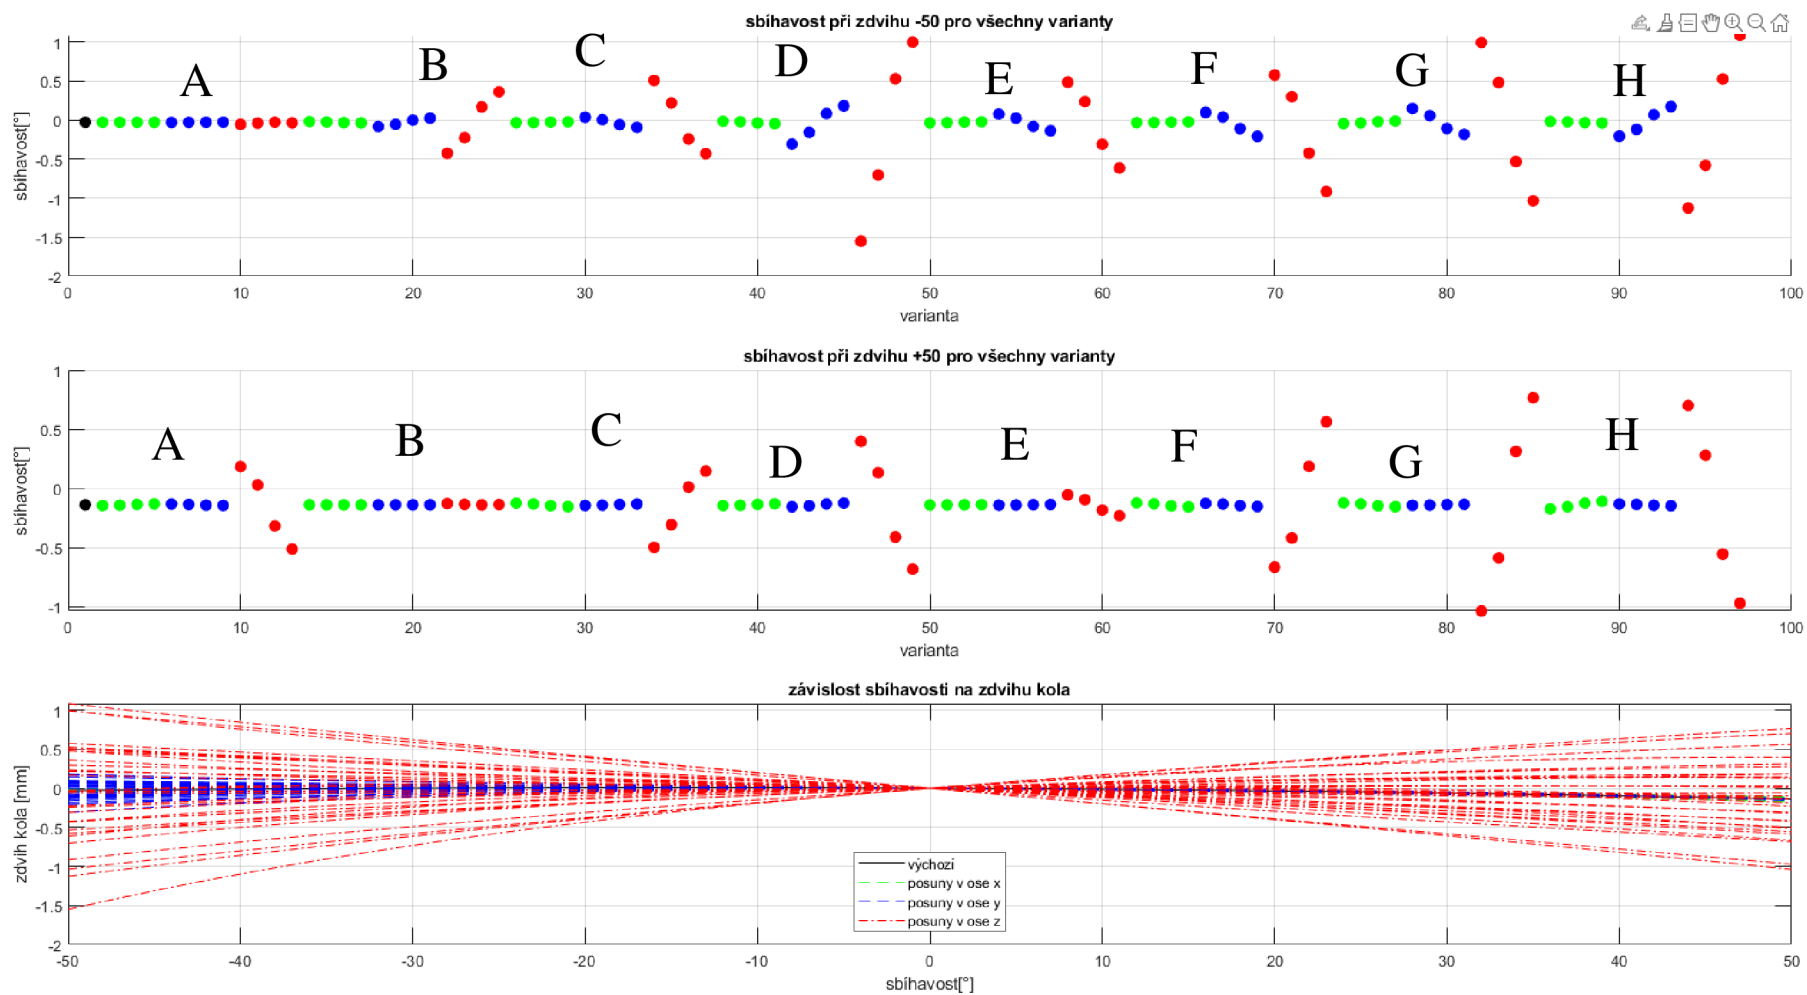 sbíhavost při zdvihu -50 pro všechny varianty
A B C D E F G H
sbíhavost[°]
1
0.5
0
-0.5
-1
-1.5
-2
0 10 20 30 40 50 60 70 80 90 100
varianta
sbíhavost při zdvihu +50 pro všechny varianty
A B C D E F G H
sbíhavost[°]
1
0.5
0
-0.5
-1
0 10 20 30 40 50 60 70 80 90 100
varianta
závislost sbíhavosti na zdvihu kola
zdvih kola [mm]
1
0.5
0
-0.5
-1
-1.5
-2
výchozí
posuny v ose x
posuny v ose y
posuny v ose z
-50 -40 -30 -20 -10 0 10 20 30 40 50
sbíhavost[°]